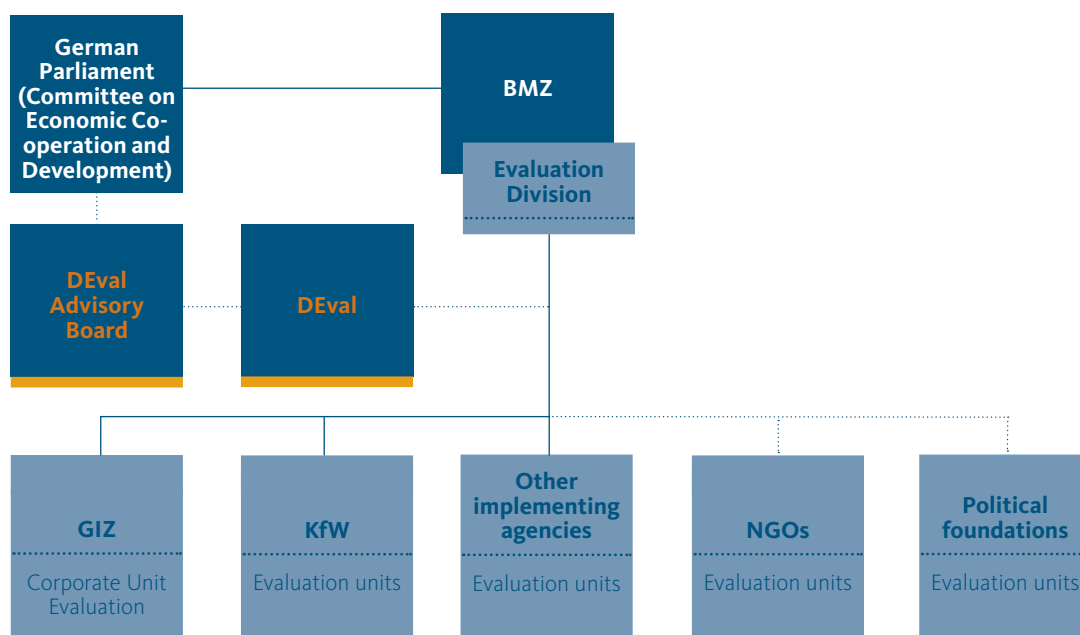 German
Parliament
(Committee on
Economic Co-
operation and
Development)
BMZ
Evaluation
Division
DEval
Advisory
Board
DEval
GIZ
Corporate Unit
Evaluation
KfW
Evaluation units
Other
implementing
agencies
Evaluation units
NGOs
Evaluation units
Political
foundations
Evaluation units